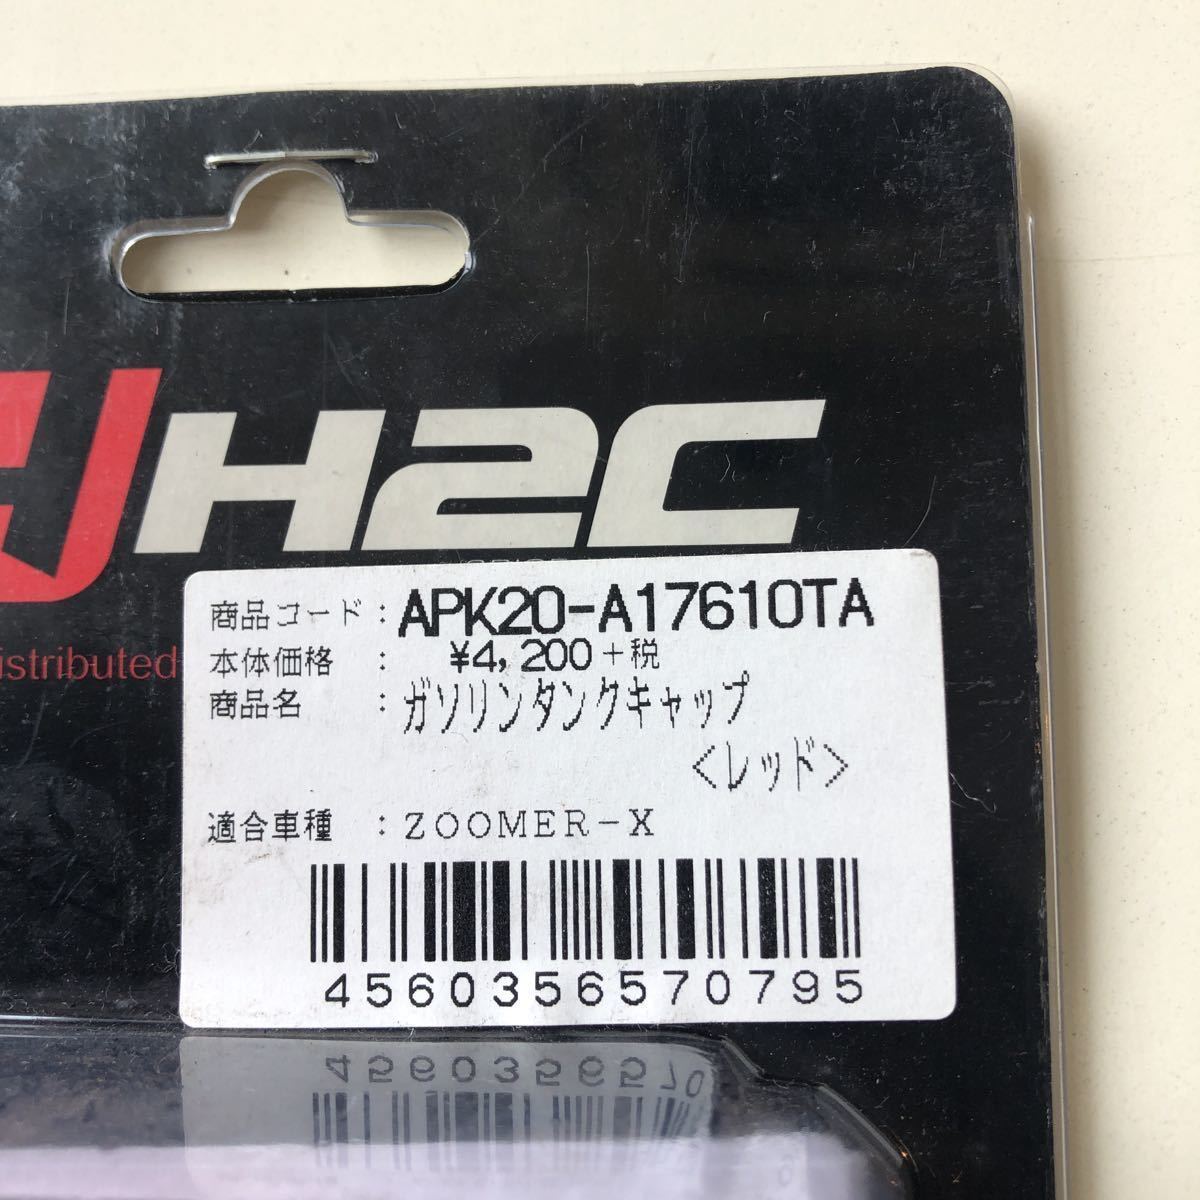 H2C
istributed
商品コード：APK20-A17610TA
本体価格　：　¥4,200+税
商品名　　：ガソリンタンクキャップ
<レッド>
適合車種　：ZOOMER-X
4560356570795
456035657０